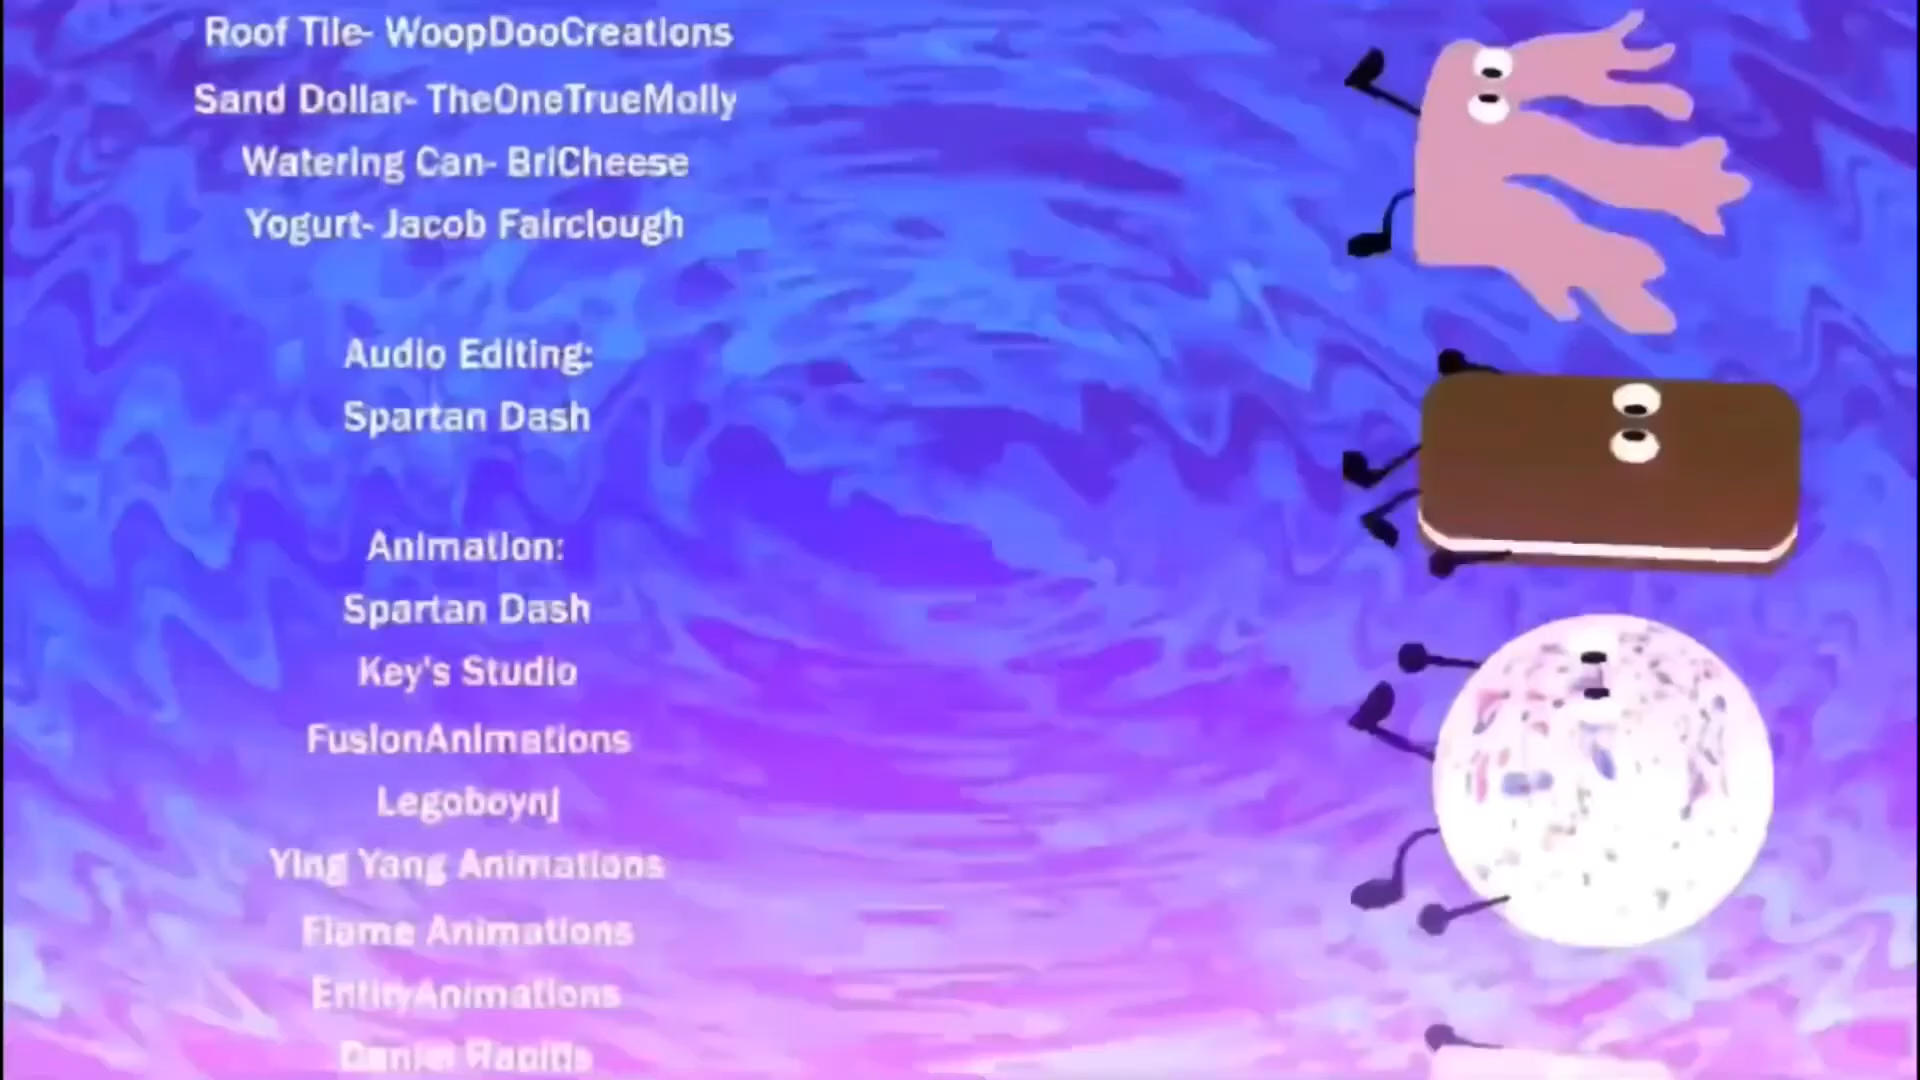 Roof Tile- WoopDooCreations
Sand Dollar- TheOneTrueMolly
Watering Can- BriCheese
Yogurt- Jacob Fairclough
Audio Editing:
Spartan Dash
Animation:
Spartan Dash
Key's Studio
FusionAnimations
Legoboynj
Ying Yang Animations
Flame Animations
EntityAnimations
Daniel